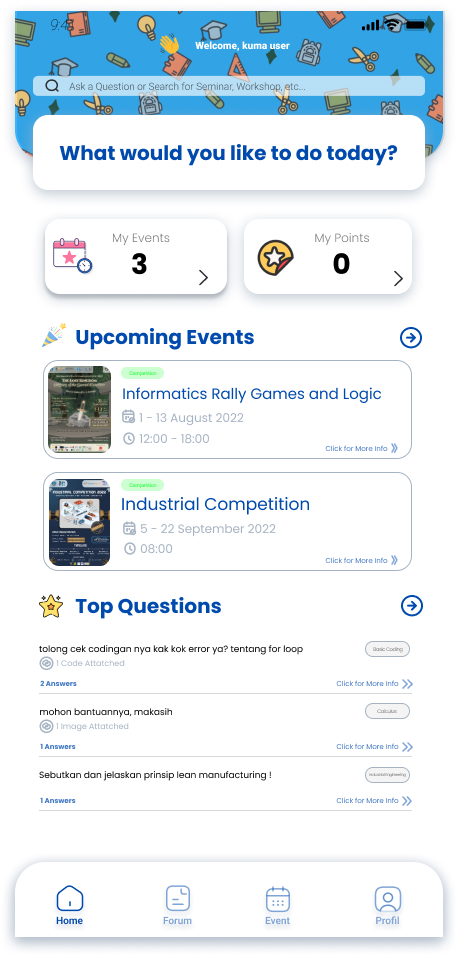 9:4
Welcome, kuma user
Ask a Question or Search for Seminar, Workshop, etc...
What would you like to do today?
My Events
3
My Points
0
Upcoming Events
Competition
Informatics Rally Games and Logic
1 - 13 August 2022
12:00 - 18:00
Click for More Info
INDUSTRIAL COMPETITION 2022
Competition
Industrial Competition
5 - 22 September 2022
08:00
Click for More Info
Top Questions
tolong cek codingan nya kak kok error ya? tentang for loop
Basic Coding
1 Code Attatched
2 Answers
Click for More Info
mohon bantuannya, makasih
Calculus
1 Image Attatched
1 Answers
Click for More Info
Sebutkan dan jelaskan prinsip lean manufacturing !
Industrial Engineering
1 Answers
Click for More Info
Home
Forum
Event
Profil